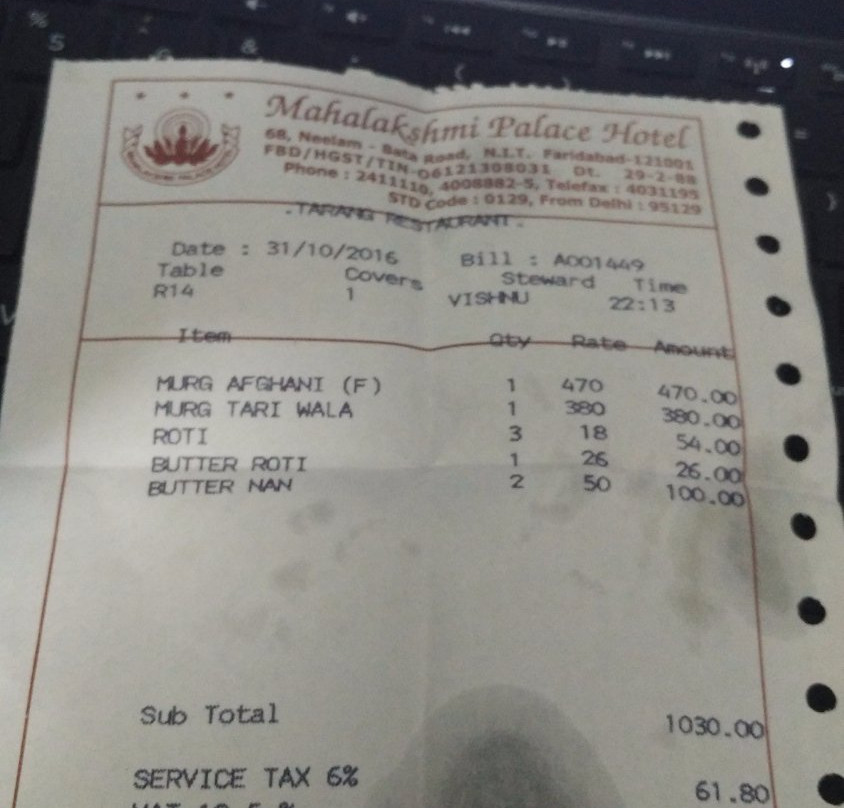 Mahalakshmi Palace Hotel
68, Neelam - Bata Road, N.I.T. Faridabad-121001
FBD/HGST/TIN-06121308031 Dt. 29-2-88
Phone : 2411110, 4008882-5, Telefax : 4031195
STD Code : 0129, From Delhi : 95129
.TARANG RESTAURANT.
Date : 31/10/2016 Bill : A001449
Table Covers Steward Time
R14 1 VISHNU 22:13
Item Qty Rate Amount
MURG AFGHANI (F) 1 470 470.00
MURG TARI WALA 1 380 380.00
ROTI 3 18 54.00
BUTTER ROTI 1 26 26.00
BUTTER NAN 2 50 100.00
Sub Total 1030.00
SERVICE TAX 6% 61.80